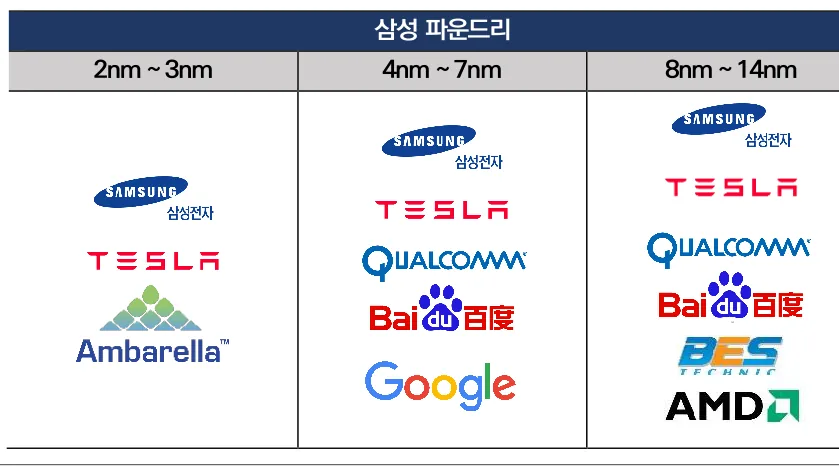 삼성 파운드리
2nm ~ 3nm
4nm ~ 7nm
8nm ~ 14nm
SAMSUNG
삼성전자
TESLA
Ambarella™
SAMSUNG
삼성전자
TESLA
QUALCOMM
Bai du 百度
Google
SAMSUNG
삼성전자
TESLA
QUALCOMM
Bai du 百度
BES
TECHNIC
AMD